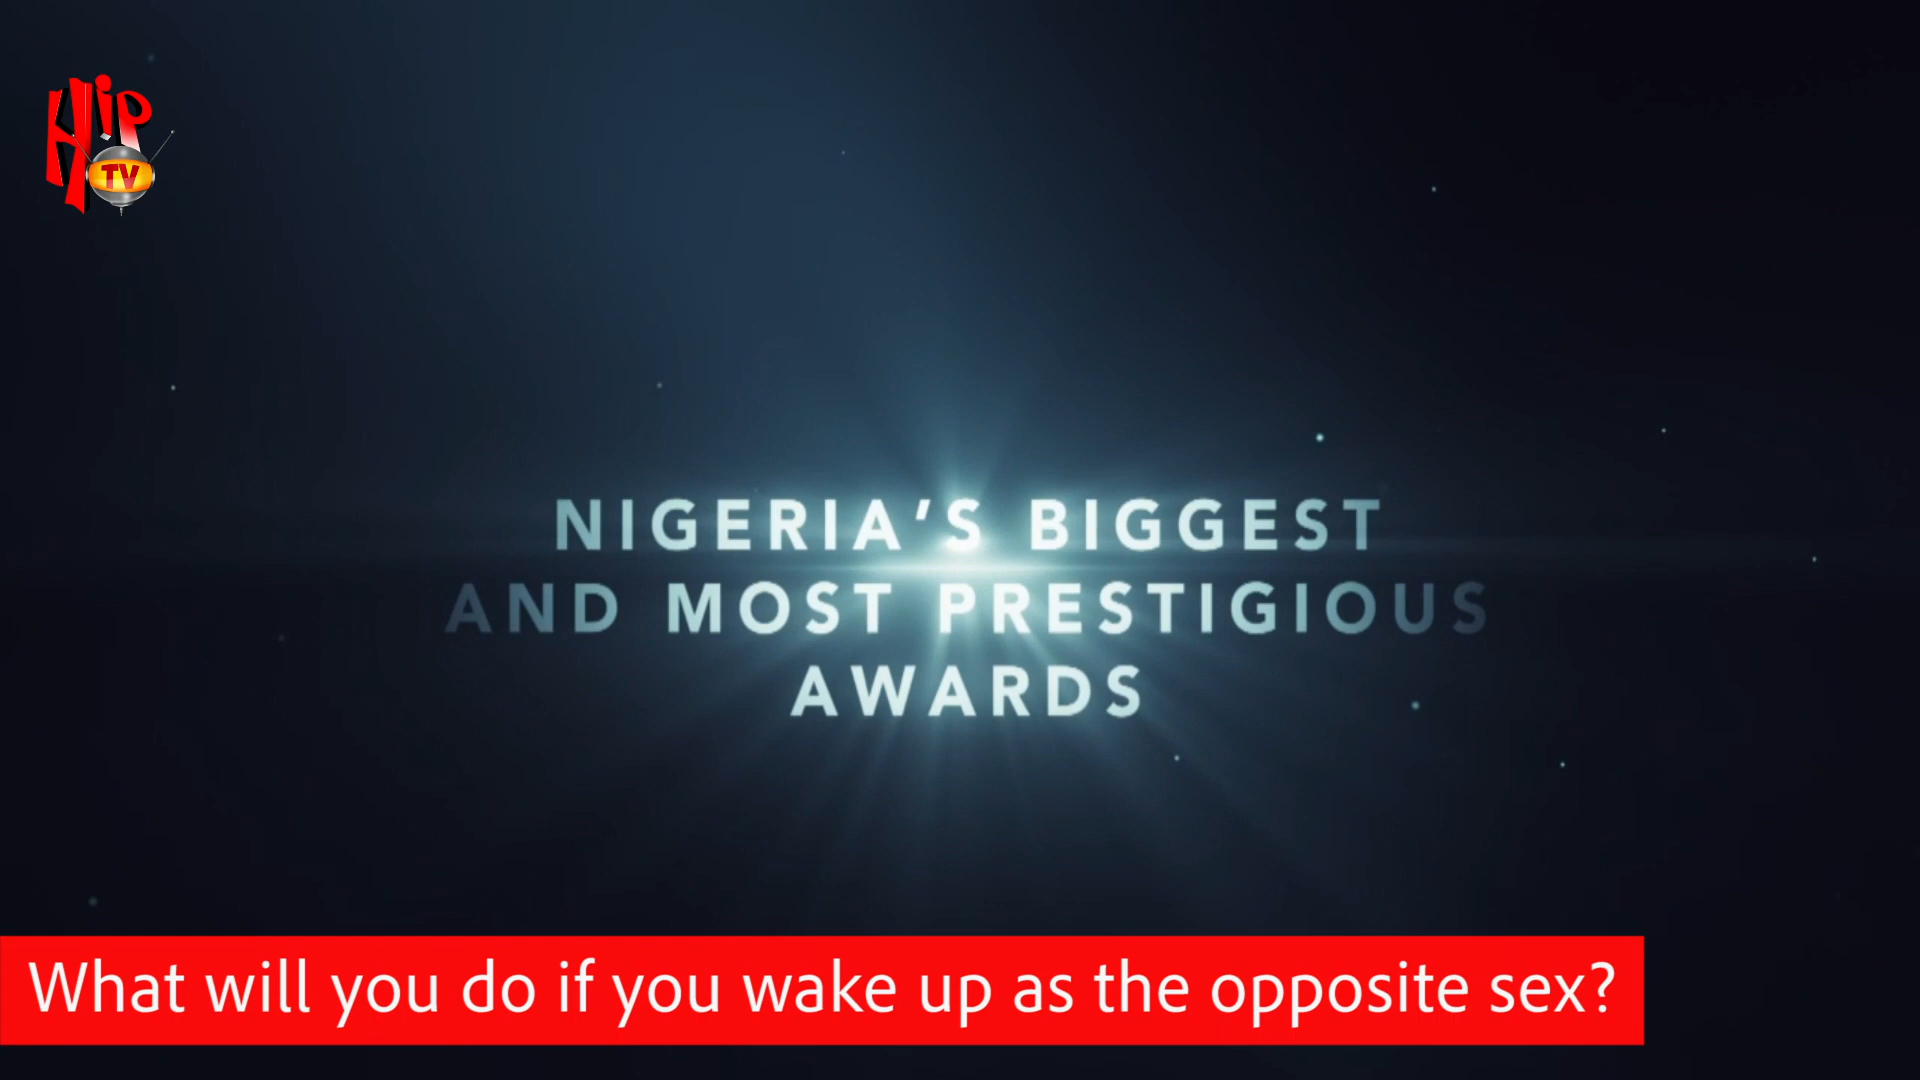 Hip
TV
NIGERIA'S BIGGEST
AND MOST PRESTIGIOUS
AWARDS
What will you do if you wake up as the opposite sex?